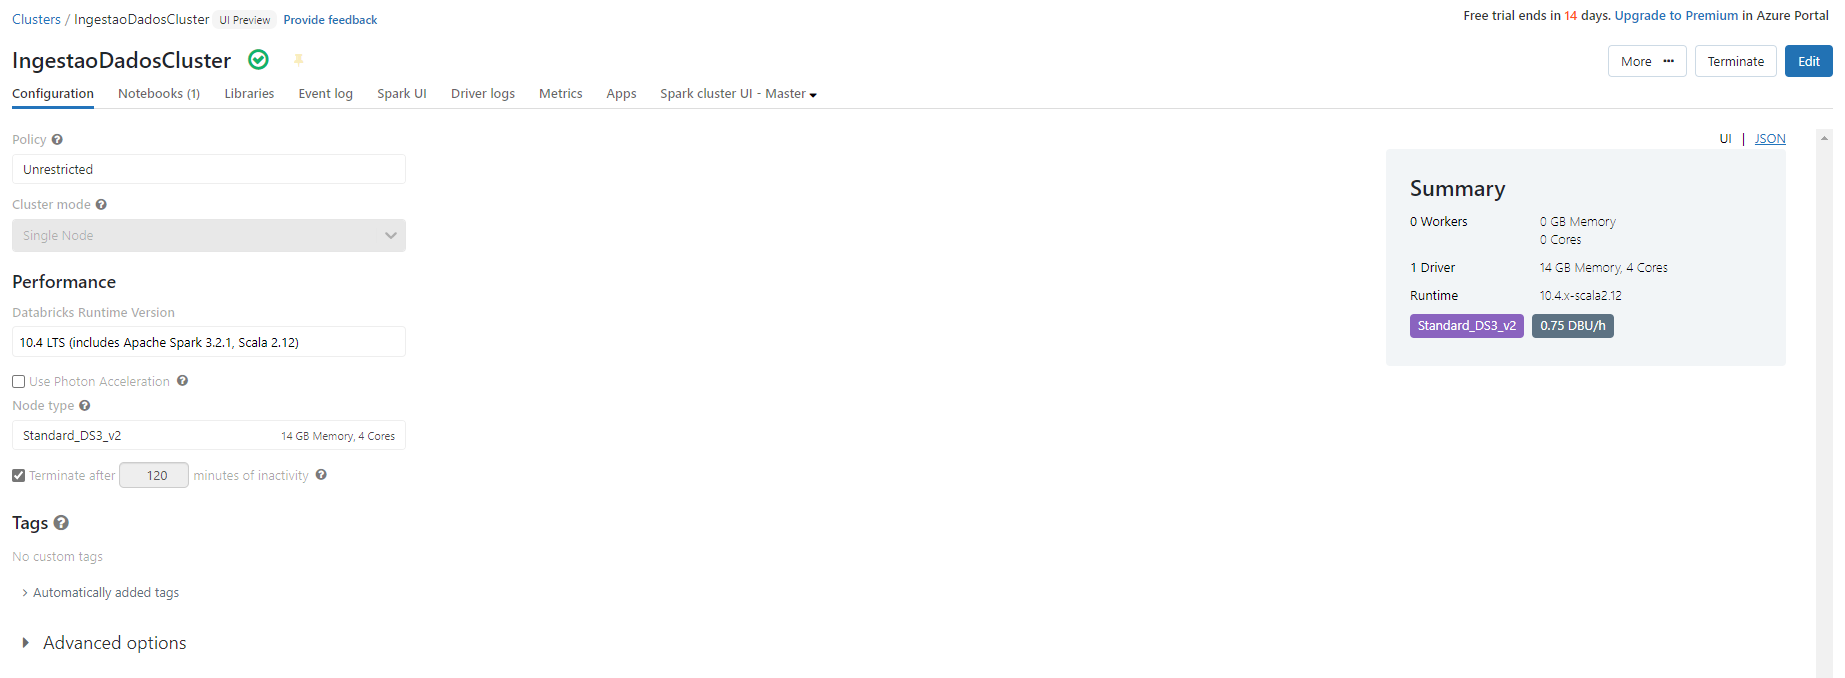 Clusters / IngestaoDadosCluster UI Preview Provide feedback
Free trial ends in 14 days. Upgrade to Premium in Azure Portal
IngestaoDadosCluster
More ··· Terminate Edit
Configuration Notebooks (1) Libraries Event log Spark UI Driver logs Metrics Apps Spark cluster UI - Master
Policy ?
Unrestricted
Cluster mode ?
Single Node
Performance
Databricks Runtime Version
10.4 LTS (includes Apache Spark 3.2.1, Scala 2.12)
Use Photon Acceleration ?
Node type ?
Standard_DS3_v2 14 GB Memory, 4 Cores
Terminate after 120 minutes of inactivity ?
Tags ?
No custom tags
Automatically added tags
Advanced options
UI | JSON
Summary
0 Workers 0 GB Memory
0 Cores
1 Driver 14 GB Memory, 4 Cores
Runtime 10.4.x-scala2.12
Standard_DS3_v2 0.75 DBU/h